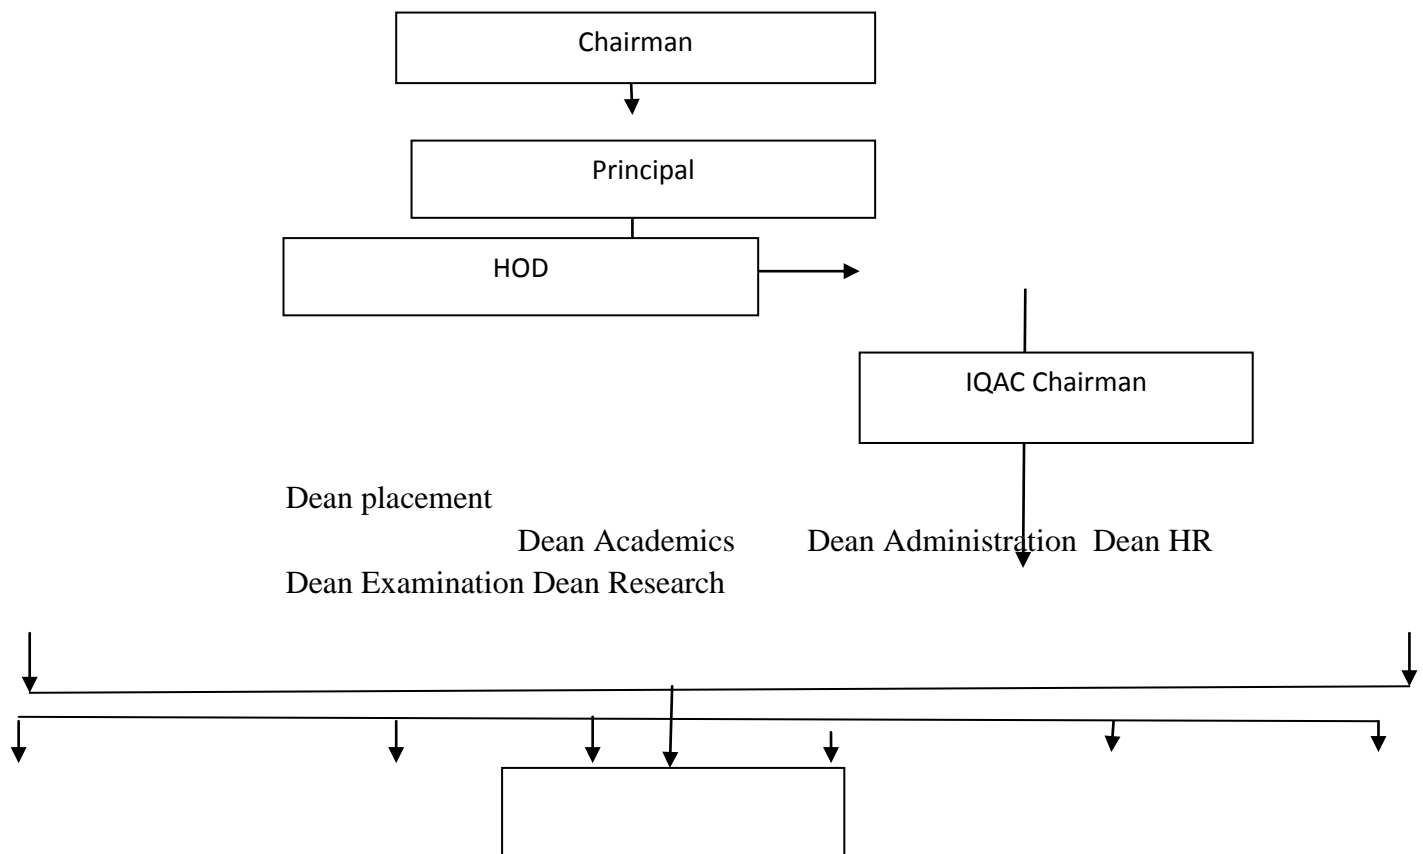 Chairman
Principal
HOD
IQAC Chairman
Dean placement
Dean Academics Dean Administration Dean HR
Dean Examination Dean Research